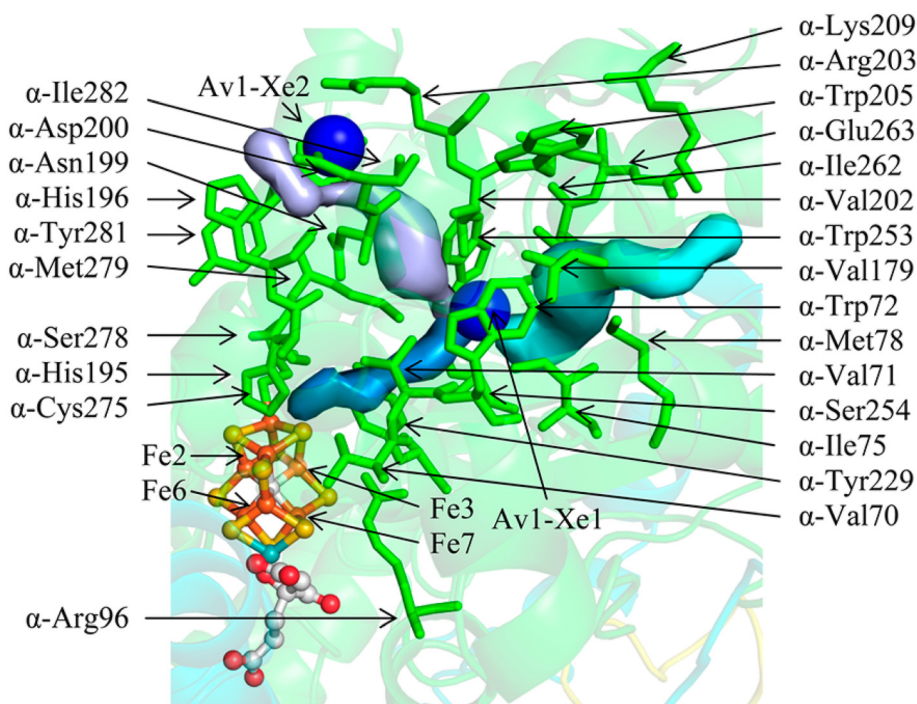 α-Lys209
α-Arg203
α-Ile282
Av1-Xe2
α-Trp205
α-Asp200
α-Glu263
α-Asn199
α-Ile262
α-His196
α-Val202
α-Tyr281
α-Trp253
α-Met279
α-Val179
α-Trp72
α-Ser278
α-Met78
α-His195
α-Val71
α-Cys275
α-Ser254
Fe2
α-Ile75
Fe6
α-Tyr229
Fe3
Av1-Xe1
α-Val70
Fe7
α-Arg96